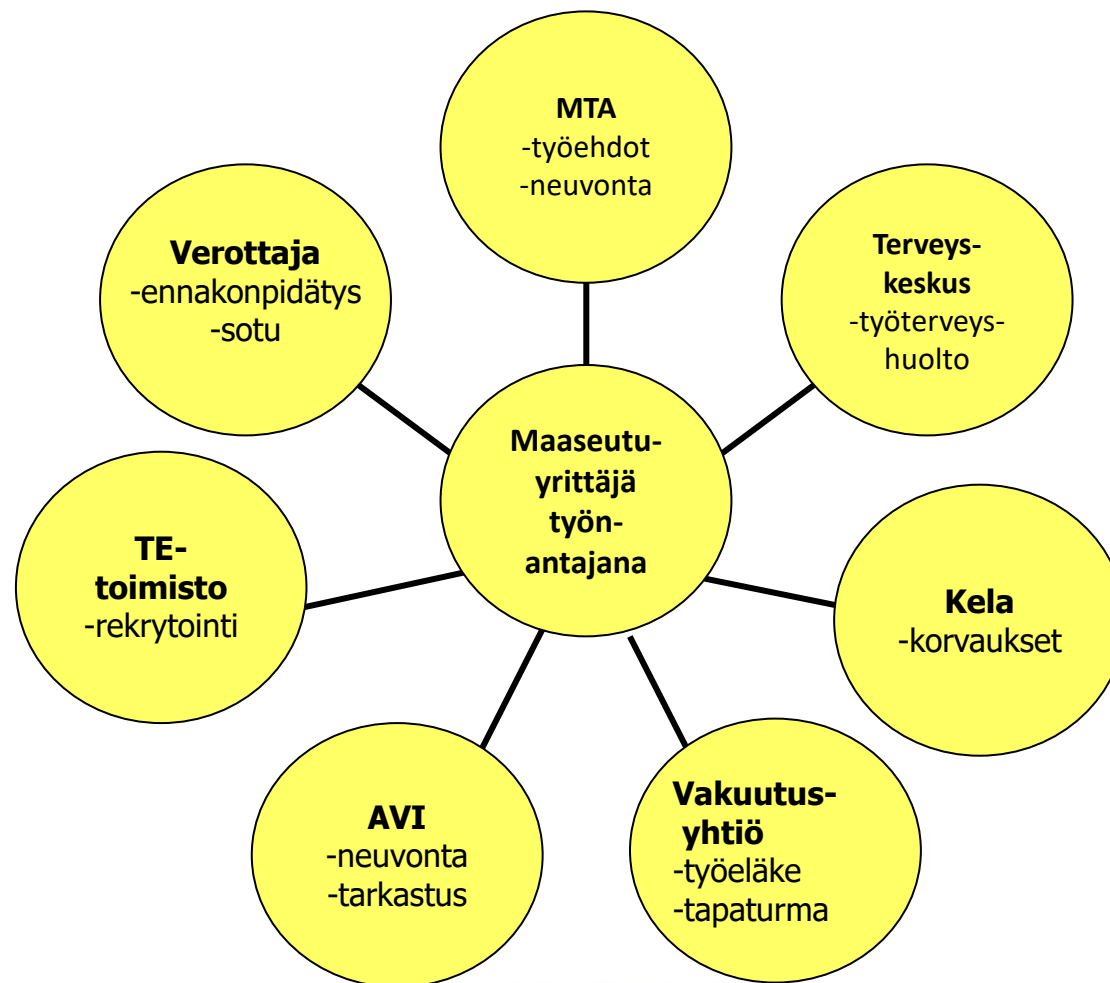 MTA
-työehdot
-neuvonta
Verottaja
-ennakonpidätys
-sotu
Terveys-
keskus
-työterveys-
huolto
Maaseutu-
yrittäjä
työn-
antajana
TE-
toimisto
-rekrytointi
Kela
-korvaukset
AVI
-neuvonta
-tarkastus
Vakuutus-
yhtiö
-työeläke
-tapaturma